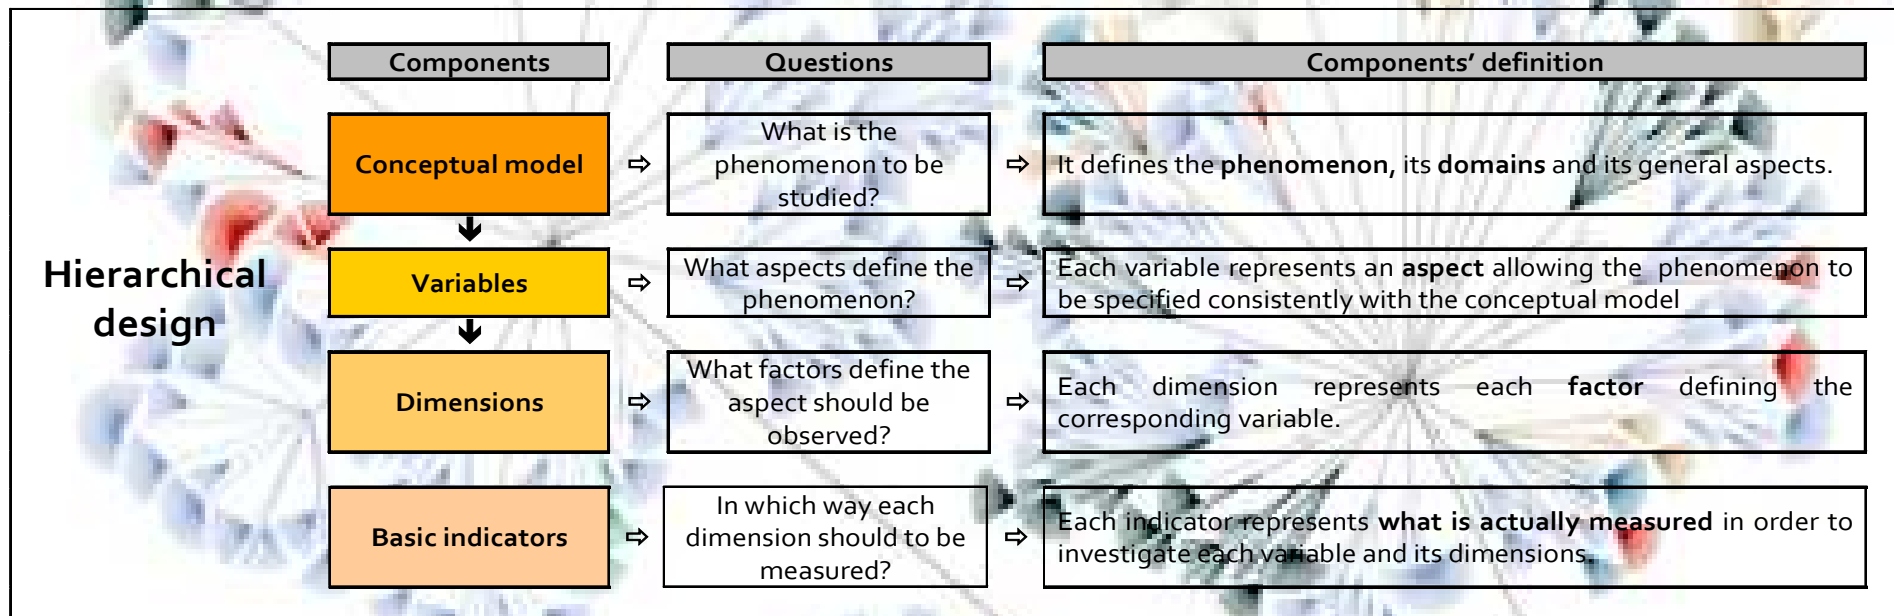 Components
Questions
Components’ definition
Hierarchical
design
Conceptual model
⇨
What is the
phenomenon to be
studied?
⇨
It defines the phenomenon, its domains and its general aspects.
Variables
⇨
What aspects define the
phenomenon?
⇨
Each variable represents an aspect allowing the phenomenon to
be specified consistently with the conceptual model
Dimensions
⇨
What factors define the
aspect should be
observed?
⇨
Each dimension represents each factor defining the
corresponding variable.
Basic indicators
⇨
In which way each
dimension should to be
measured?
⇨
Each indicator represents what is actually measured in order to
investigate each variable and its dimensions.